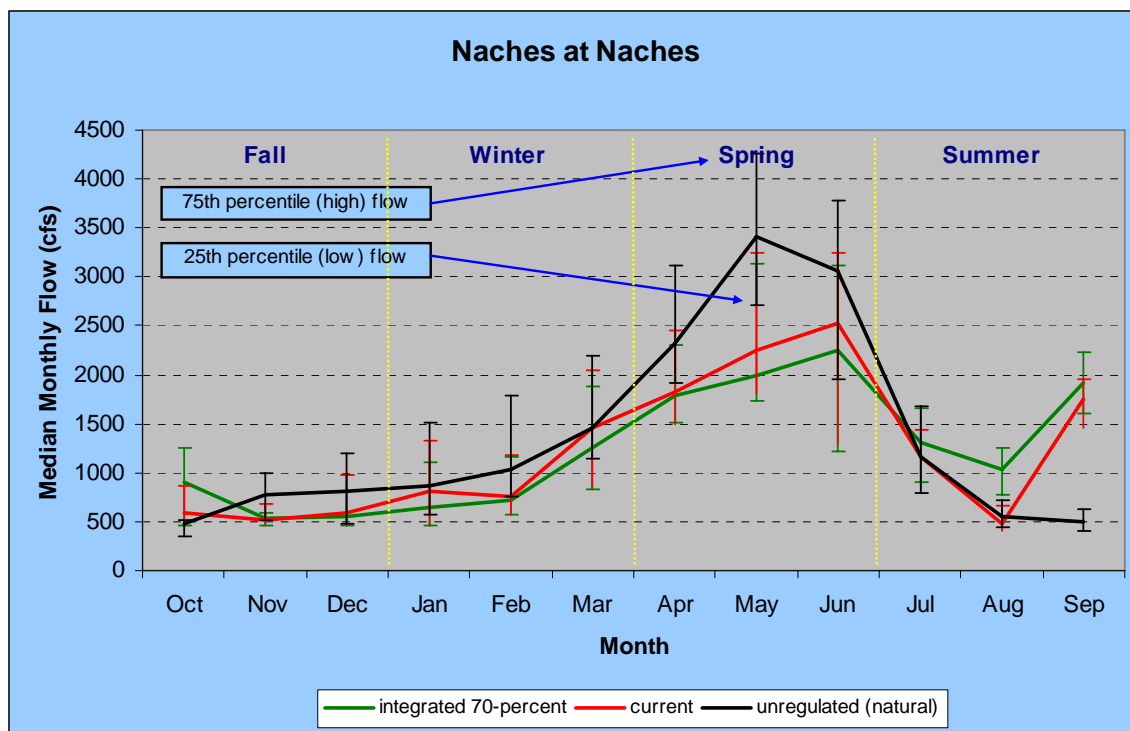 Naches at Naches
Median Monthly Flow (cfs)
4500
4000
3500
3000
2500
2000
1500
1000
500
0
Fall Winter Spring Summer
75th percentile (high) flow
25th percentile (low ) flow
Oct Nov Dec Jan Feb Mar Apr May Jun Jul Aug Sep
Month
integrated 70-percent current unregulated (natural)